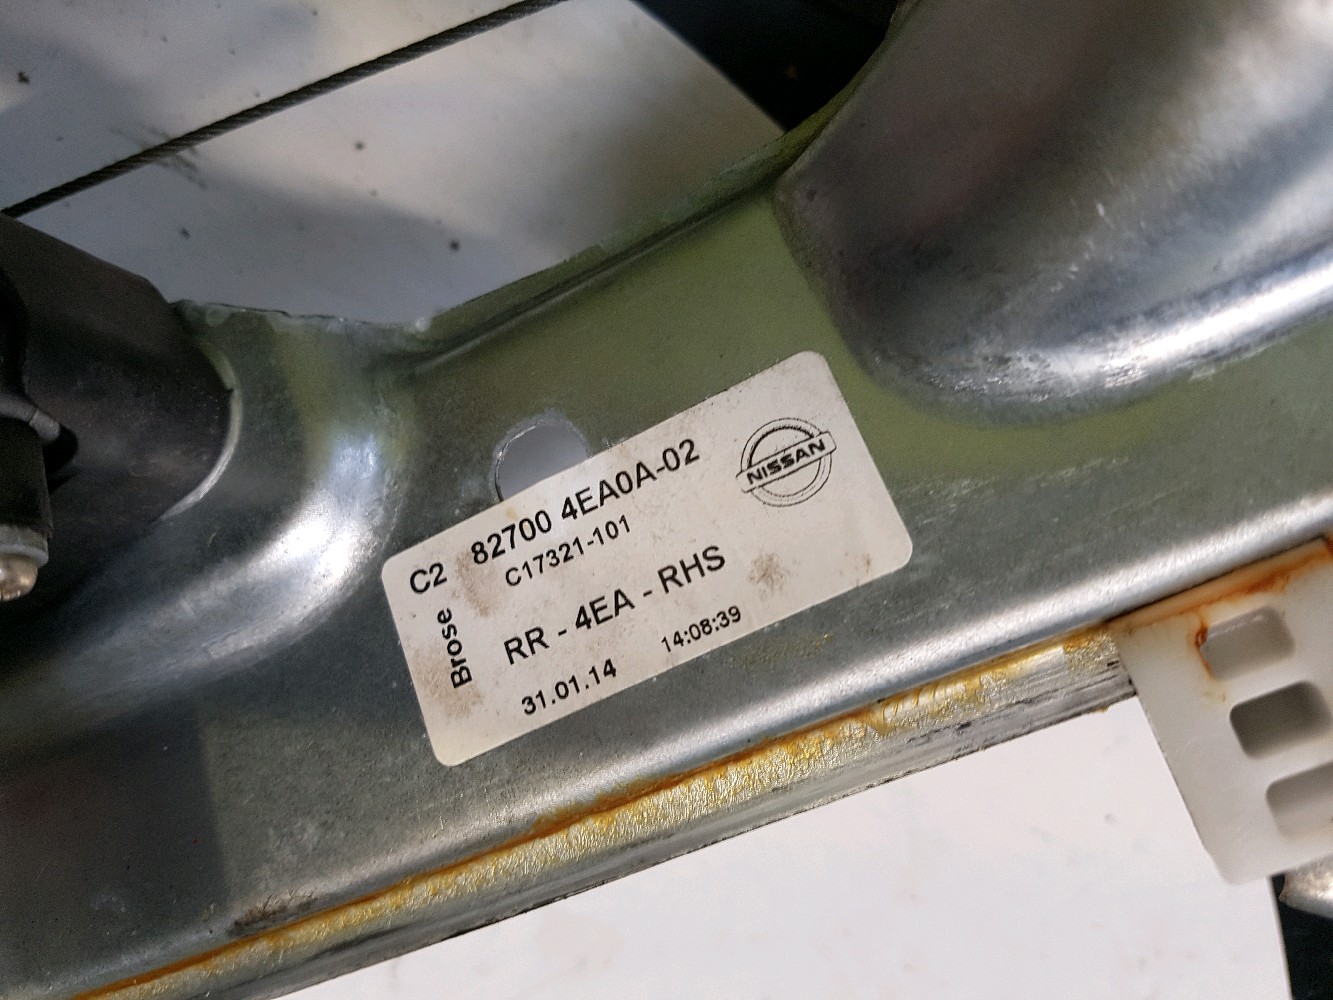 C2 82700 4EA0A-02
C17321-101
NISSAN
Brose
RR - 4EA - RHS
31.01.14 14:08:39